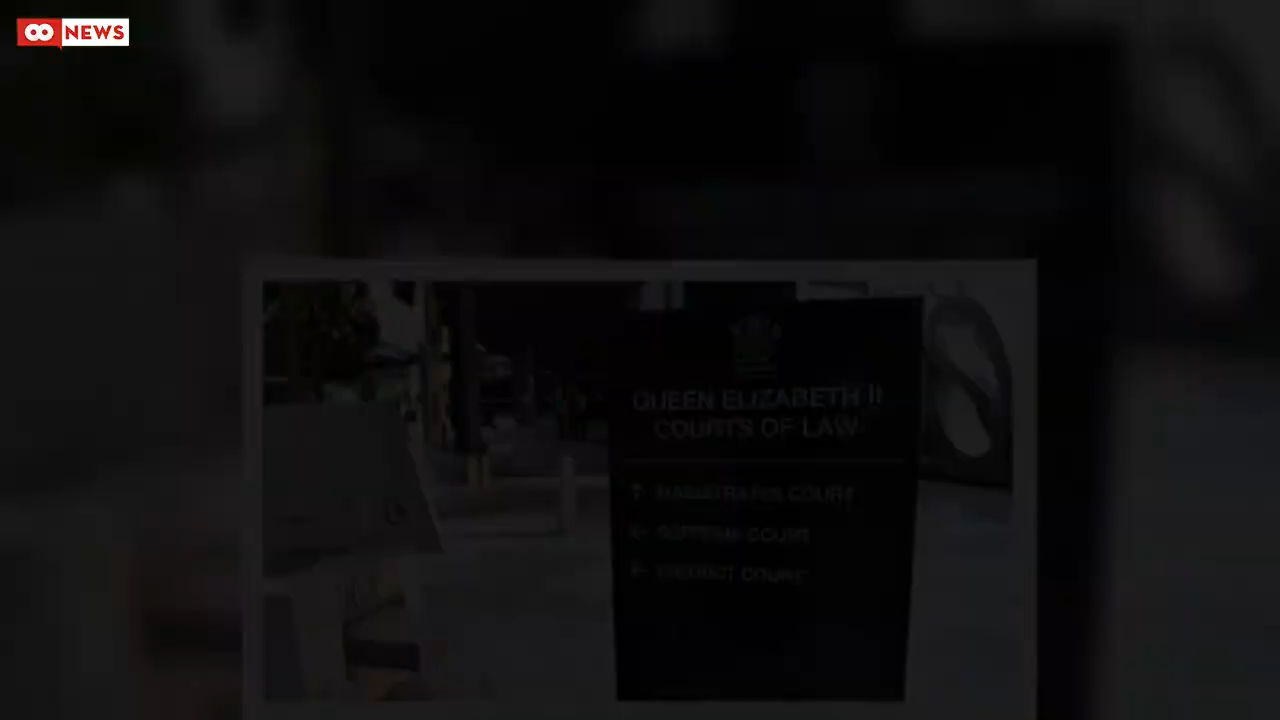 NEWS
QUEEN ELIZABETH II
COURTS OF LAW
MAGISTRATES COURT
SUPREME COURT
DISTRICT COURT